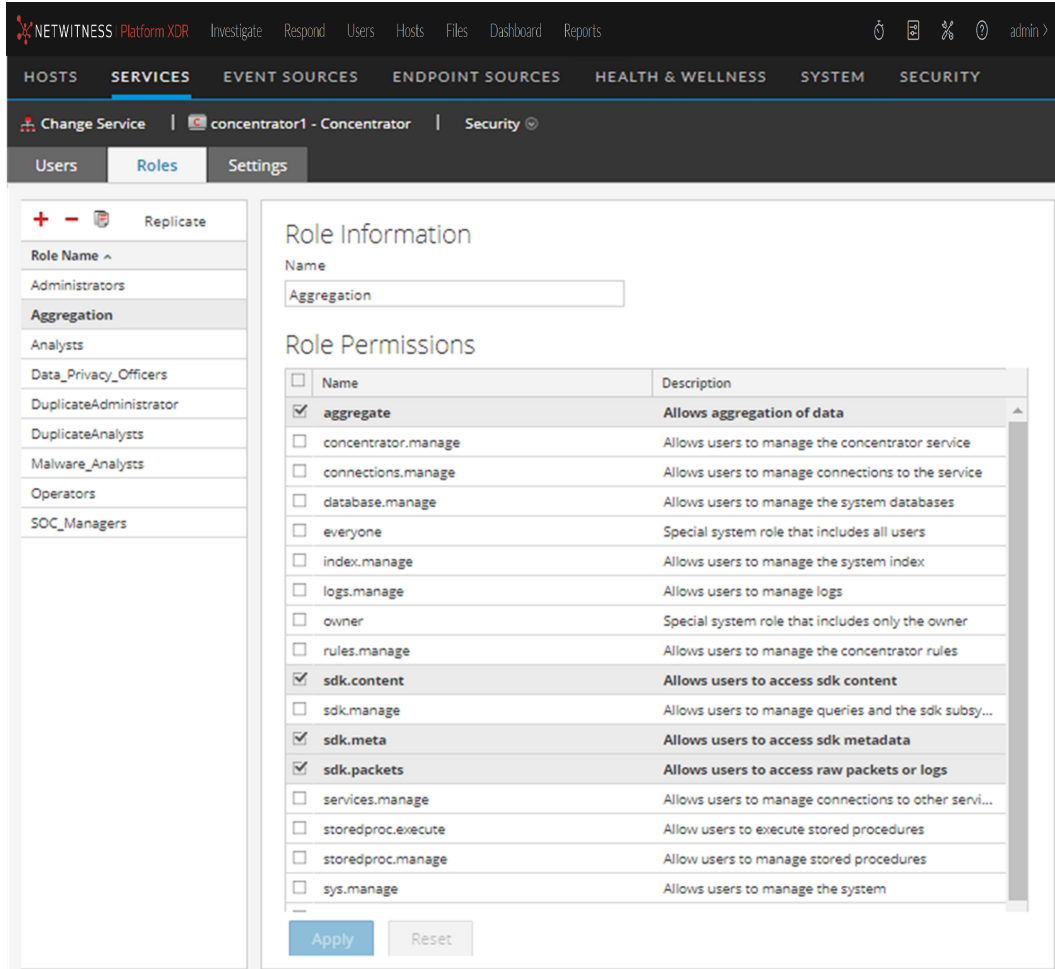 NETWITNESS Platform XDR Investigate Respond Users Hosts Files Dashboard Reports admin >
HOSTS SERVICES EVENT SOURCES ENDPOINT SOURCES HEALTH & WELLNESS SYSTEM SECURITY
Change Service | C concentrator1 - Concentrator | Security
Users Roles Settings
Replicate
Role Name
Administrators
Aggregation
Analysts
Data_Privacy_Officers
DuplicateAdministrator
DuplicateAnalysts
Malware_Analysts
Operators
SOC_Managers
Role Information
Name
Aggregation
Role Permissions
Name Description
aggregate Allows aggregation of data
concentrator.manage Allows users to manage the concentrator service
connections.manage Allows users to manage connections to the service
database.manage Allows users to manage the system databases
everyone Special system role that includes all users
index.manage Allows users to manage the system index
logs.manage Allows users to manage logs
owner Special system role that includes only the owner
rules.manage Allows users to manage the concentrator rules
sdk.content Allows users to access sdk content
sdk.manage Allows users to manage queries and the sdk subsy...
sdk.meta Allows users to access sdk metadata
sdk.packets Allows users to access raw packets or logs
services.manage Allows users to manage connections to other servi...
storedproc.execute Allow users to execute stored procedures
storedproc.manage Allow users to manage stored procedures
sys.manage Allows users to manage the system
Apply Reset